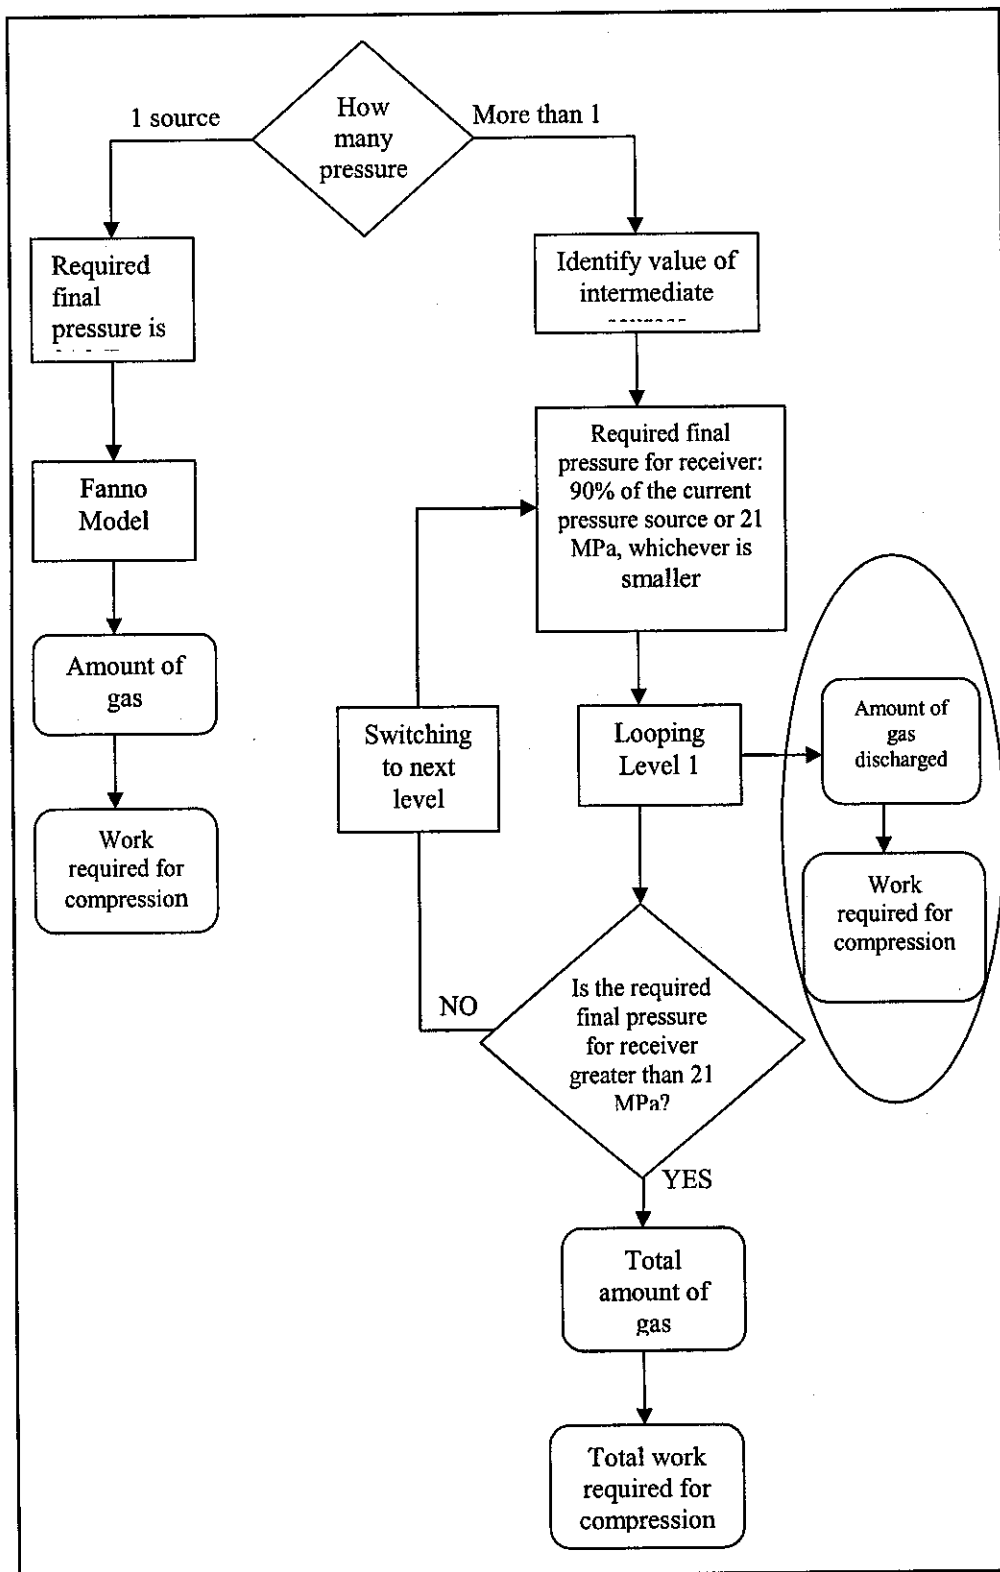 How
many
pressure
1 source
More than 1
Required
final
pressure is
Fanno
Model
Amount of
gas
Work
required for
compression
Identify value of
intermediate
Required final
pressure for receiver:
90% of the current
pressure source or 21
MPa, whichever is
smaller
Switching
to next
level
Looping
Level 1
Amount of
gas
discharged
Work
required for
compression
Is the required
final pressure
for receiver
greater than 21
MPa?
NO
YES
Total
amount of
gas
Total work
required for
compression